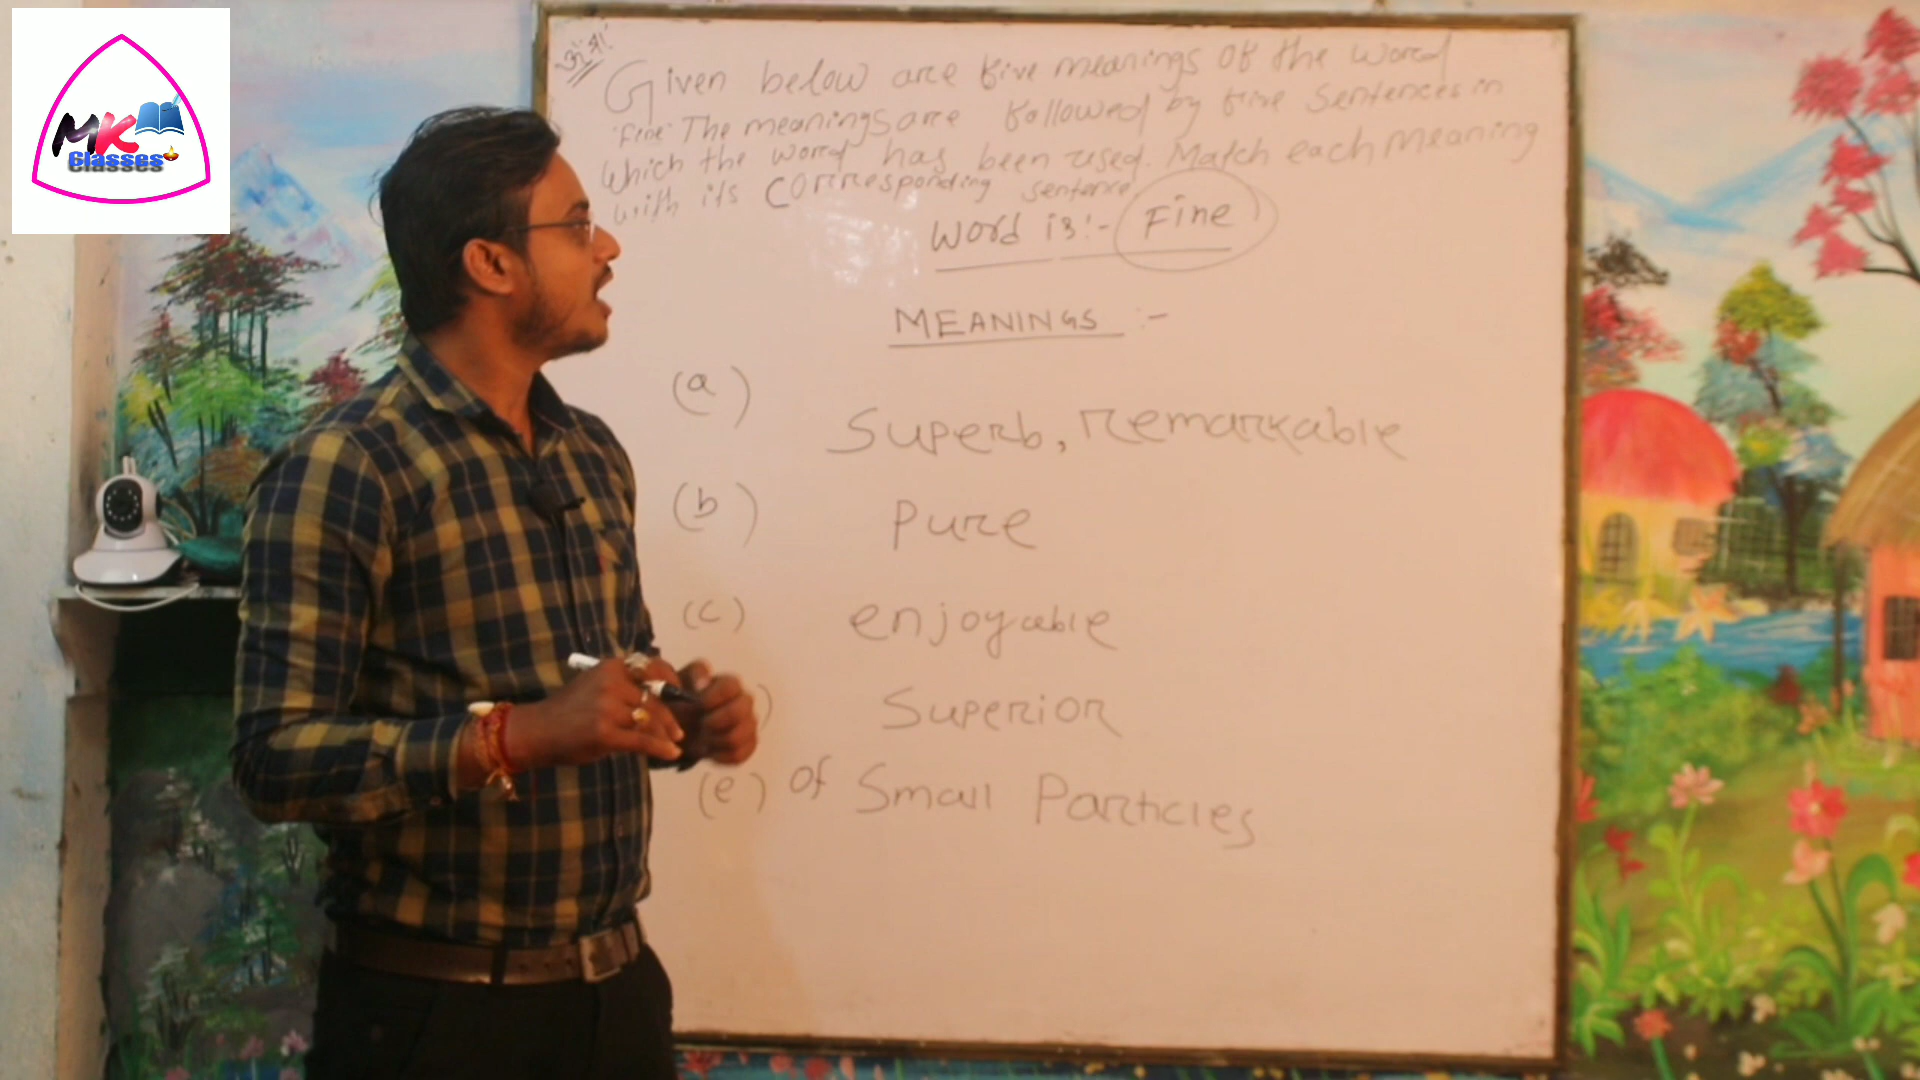 MK
Classes
Given below are five meanings of the word
"fine" The meanings are followed by five sentences in
which the word has been used. Match each meaning
with its corresponding sentence
Word is:- Fine
MEANINGS :-
(a)
Superb, remarkable
(b) Pure
(c) enjoyable
) Superior
(e) of Small Particles